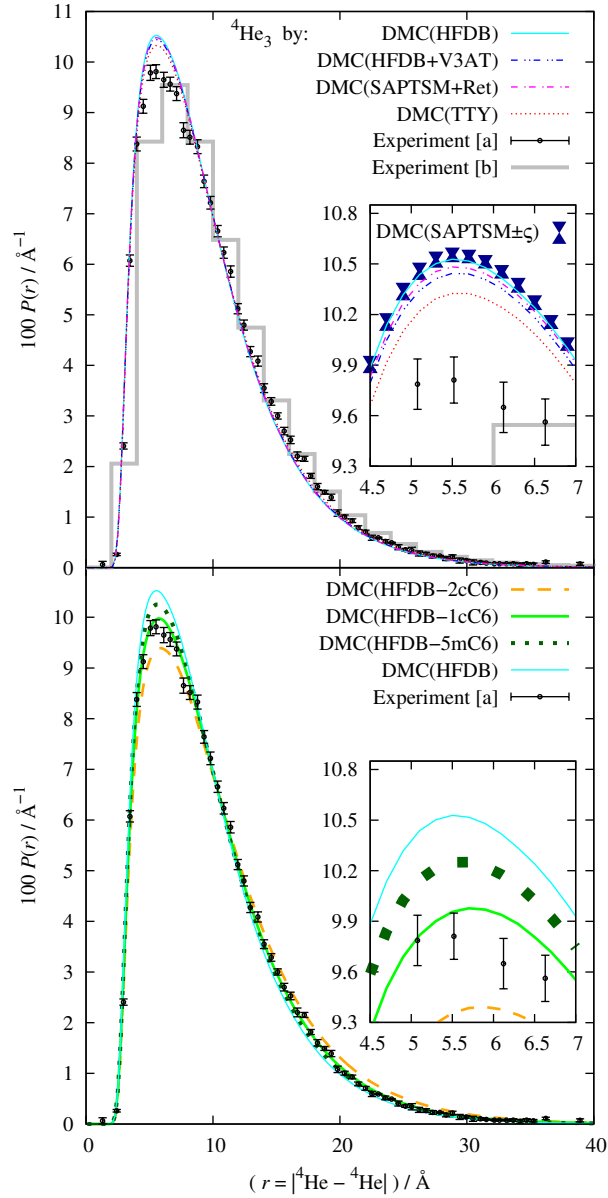 ⁴He₃ by:
DMC(HFDB)
DMC(HFDB+V3AT)
DMC(SAPTSM+Ret)
DMC(TTY)
Experiment [a]
Experiment [b]
11
10
9
8
7
6
5
4
3
2
1
0
100 P(r) / Å⁻¹
DMC(SAPTSM±ς)
10.8
10.5
10.2
9.9
9.6
9.3
4.5 5 5.5 6 6.5 7
DMC(HFDB−2cC6)
DMC(HFDB−1cC6)
DMC(HFDB−5mC6)
DMC(HFDB)
Experiment [a]
10
9
8
7
6
5
4
3
2
1
0
100 P(r) / Å⁻¹
10.8
10.5
10.2
9.9
9.6
9.3
4.5 5 5.5 6 6.5 7
0 10 20 30 40
( r = |⁴He − ⁴He| ) / Å